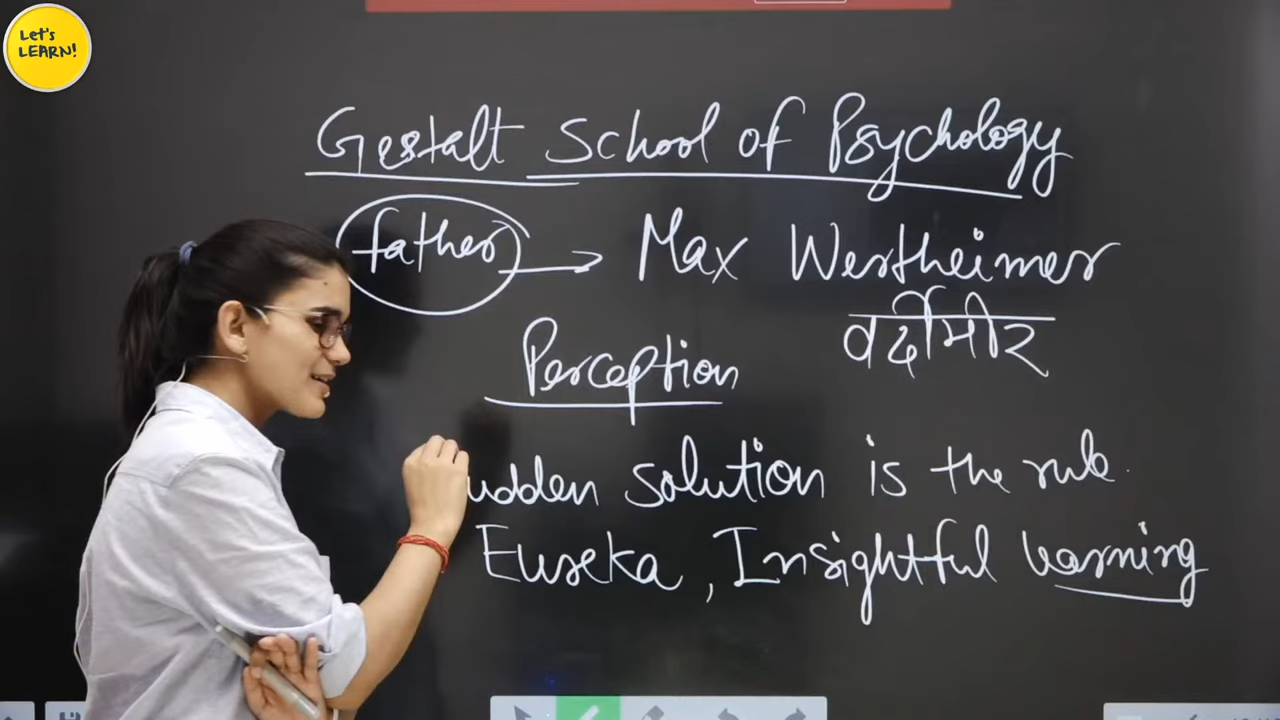 Let's
LEARN!
Gestalt School of Psychology
father → Max Wertheimer
वर्दीमीर
Perception
udden solution is the rule.
Eureka, Insightful learning